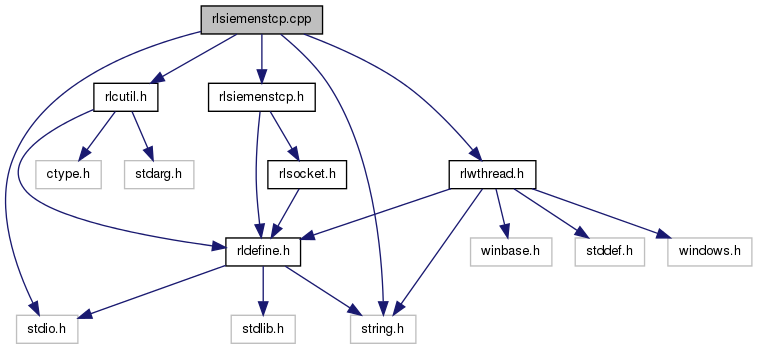 rlsiemenstcp.cpp
rlcutil.h
rlsiemenstcp.h
ctype.h
stdarg.h
rlsocket.h
rlwthread.h
rldefine.h
winbase.h
stddef.h
windows.h
stdio.h
stdlib.h
string.h